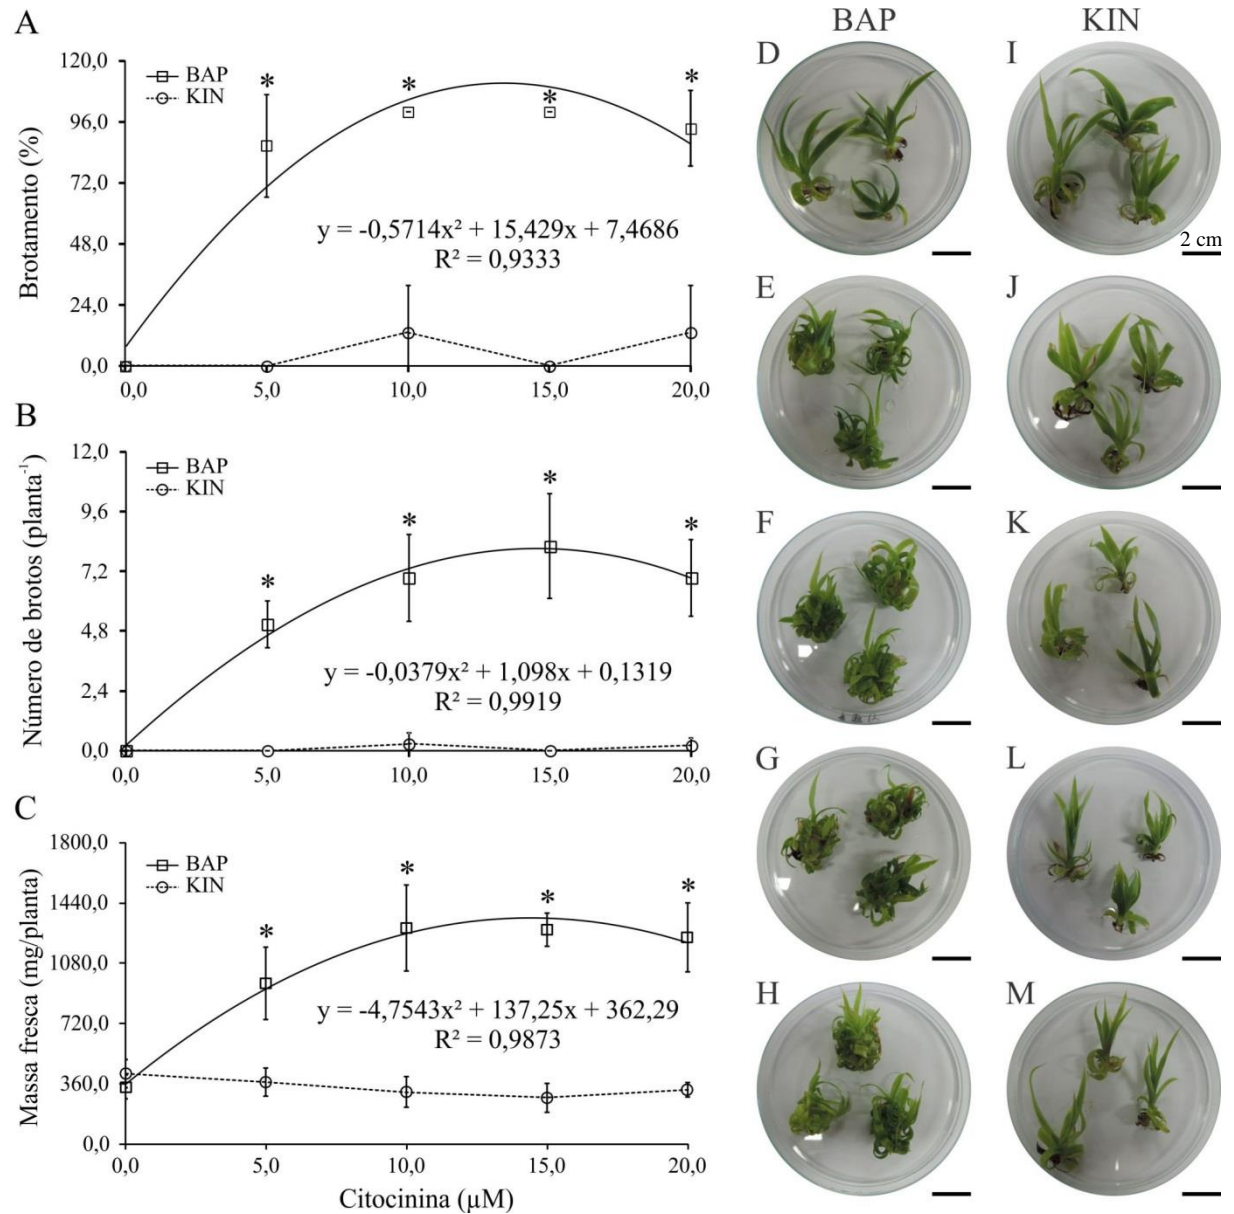 A
120,0
96,0
72,0
48,0
24,0
0,0
Brotamento (%)
BAP
KIN
*
*
*
*
y = -0,5714x² + 15,429x + 7,4686
R² = 0,9333
0,0 5,0 10,0 15,0 20,0
B
12,0
9,6
7,2
4,8
2,4
0,0
Número de brotos (planta⁻¹)
BAP
KIN
*
*
*
*
y = -0,0379x² + 1,098x + 0,1319
R² = 0,9919
0,0 5,0 10,0 15,0 20,0
C
1800,0
1440,0
1080,0
720,0
360,0
0,0
Massa fresca (mg/planta)
BAP
KIN
*
*
*
*
y = -4,7543x² + 137,25x + 362,29
R² = 0,9873
0,0 5,0 10,0 15,0 20,0
Citocinina (µM)
BAP KIN
D I
2 cm
E J
F K
G L
H M